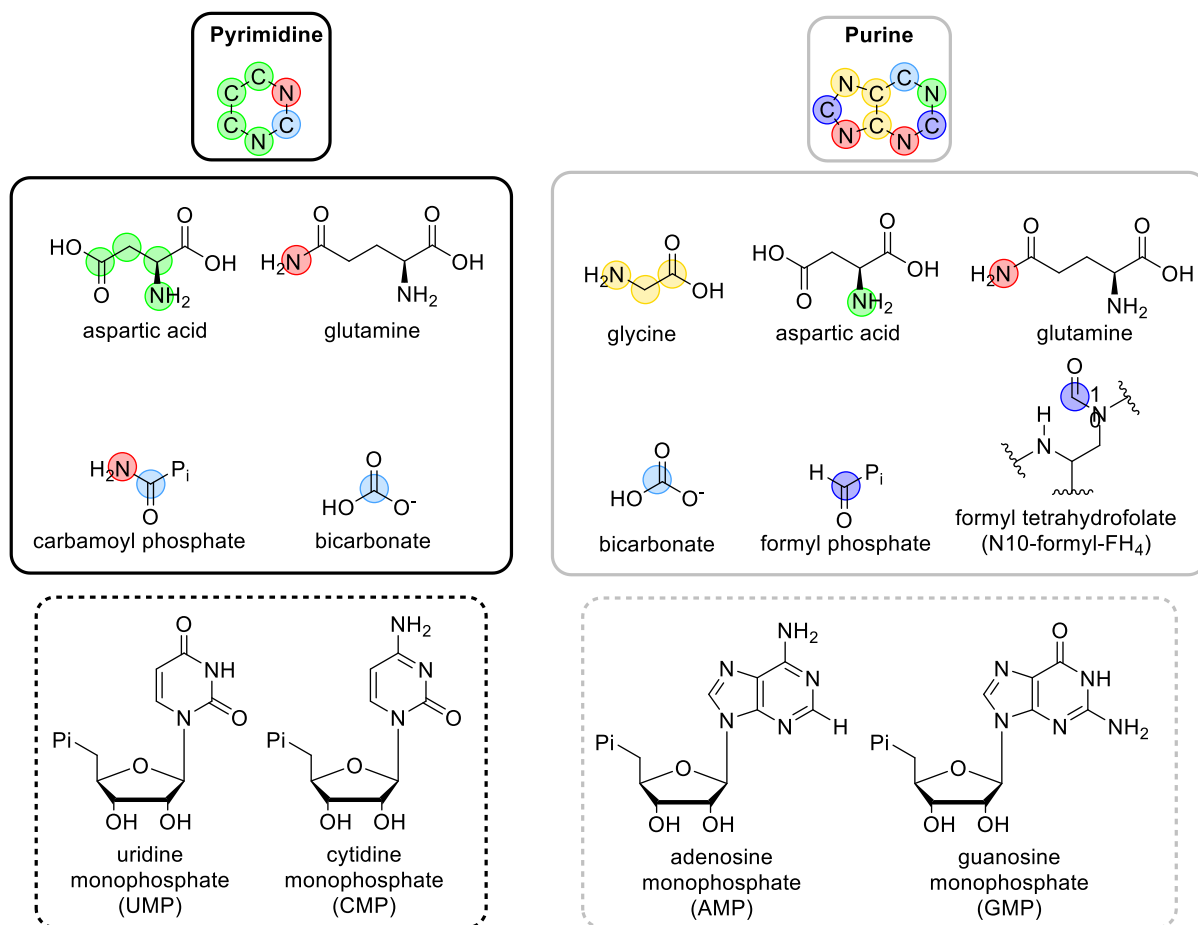 Pyrimidine
C
C
N
C
C
N
Purine
N
C
C
N
C
C
C
N
N
O
HO
OH
O
NH2
aspartic acid
O
O
H2N
OH
NH2
glutamine
H2N
Pi
O
carbamoyl phosphate
O
HO
O-
bicarbonate
H2N
O
OH
glycine
O
HO
OH
O
NH2
aspartic acid
O
O
H2N
OH
NH2
glutamine
O
HO
O-
bicarbonate
H
Pi
O
formyl phosphate
O
10
N
H
N
formyl tetrahydrofolate
(N10-formyl-FH4)
O
NH
N
O
Pi
O
OH
OH
uridine
monophosphate
(UMP)
NH2
N
N
O
Pi
O
OH
OH
cytidine
monophosphate
(CMP)
NH2
N
N
N
N
H
Pi
O
OH
OH
adenosine
monophosphate
(AMP)
O
N
NH
N
N
NH2
Pi
O
OH
OH
guanosine
monophosphate
(GMP)